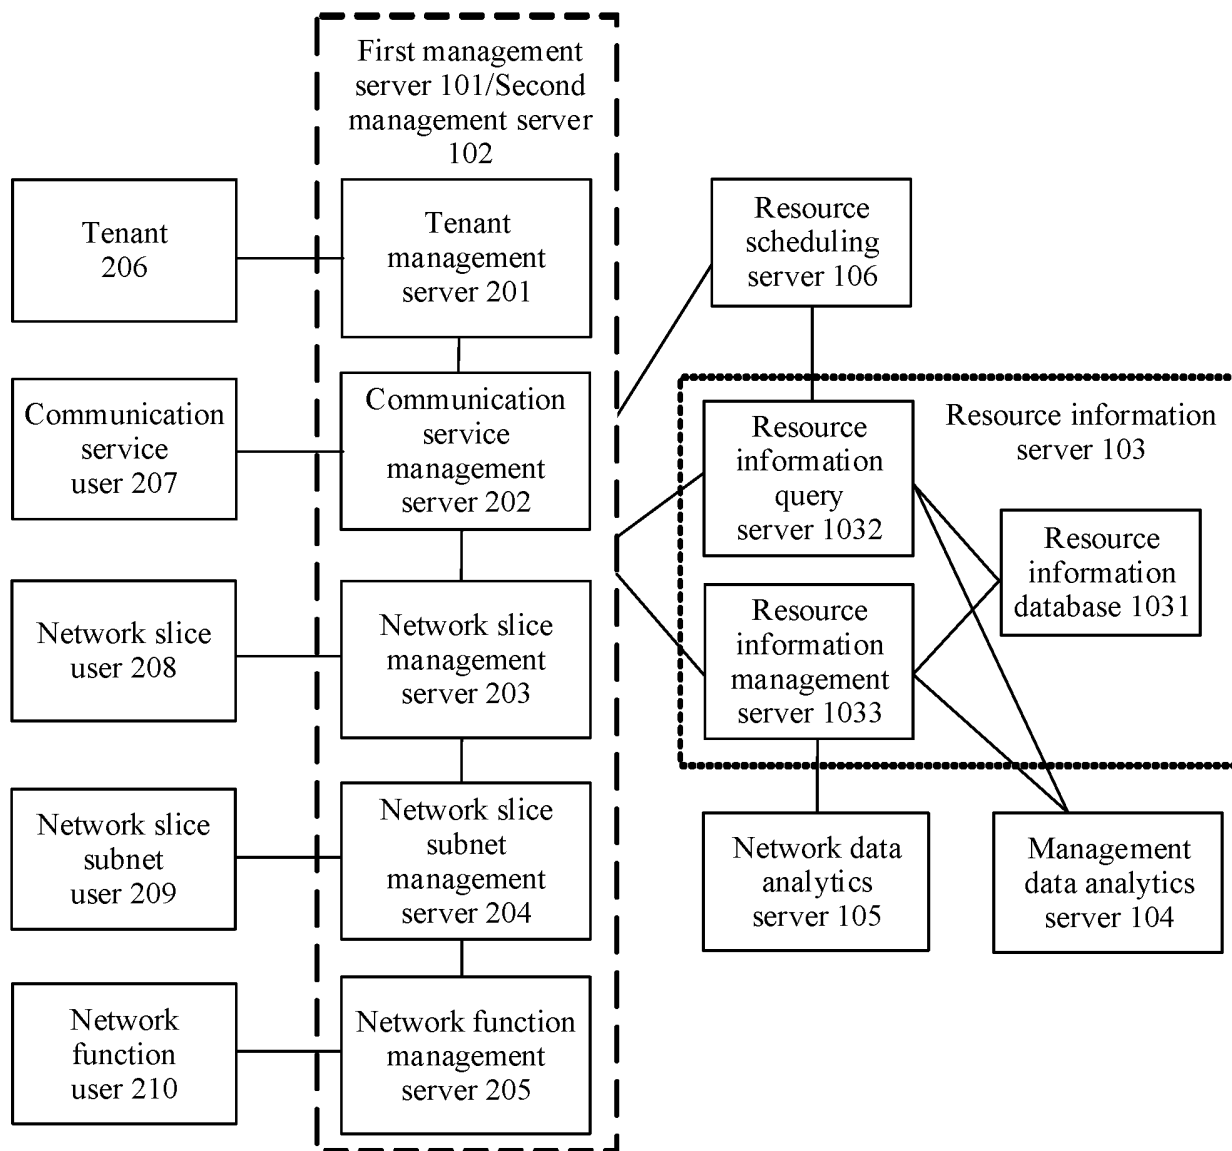 First management
server 101/Second
management server
102
Tenant
206
Tenant
management
server 201
Resource
scheduling
server 106
Communication
service
user 207
Communication
service
management
server 202
Resource
information
query
server 1032
Resource information
server 103
Resource
information
database 1031
Network slice
user 208
Network slice
management
server 203
Resource
information
management
server 1033
Network slice
subnet
user 209
Network slice
subnet
management
server 204
Network data
analytics
server 105
Management
data analytics
server 104
Network
function
user 210
Network function
management
server 205